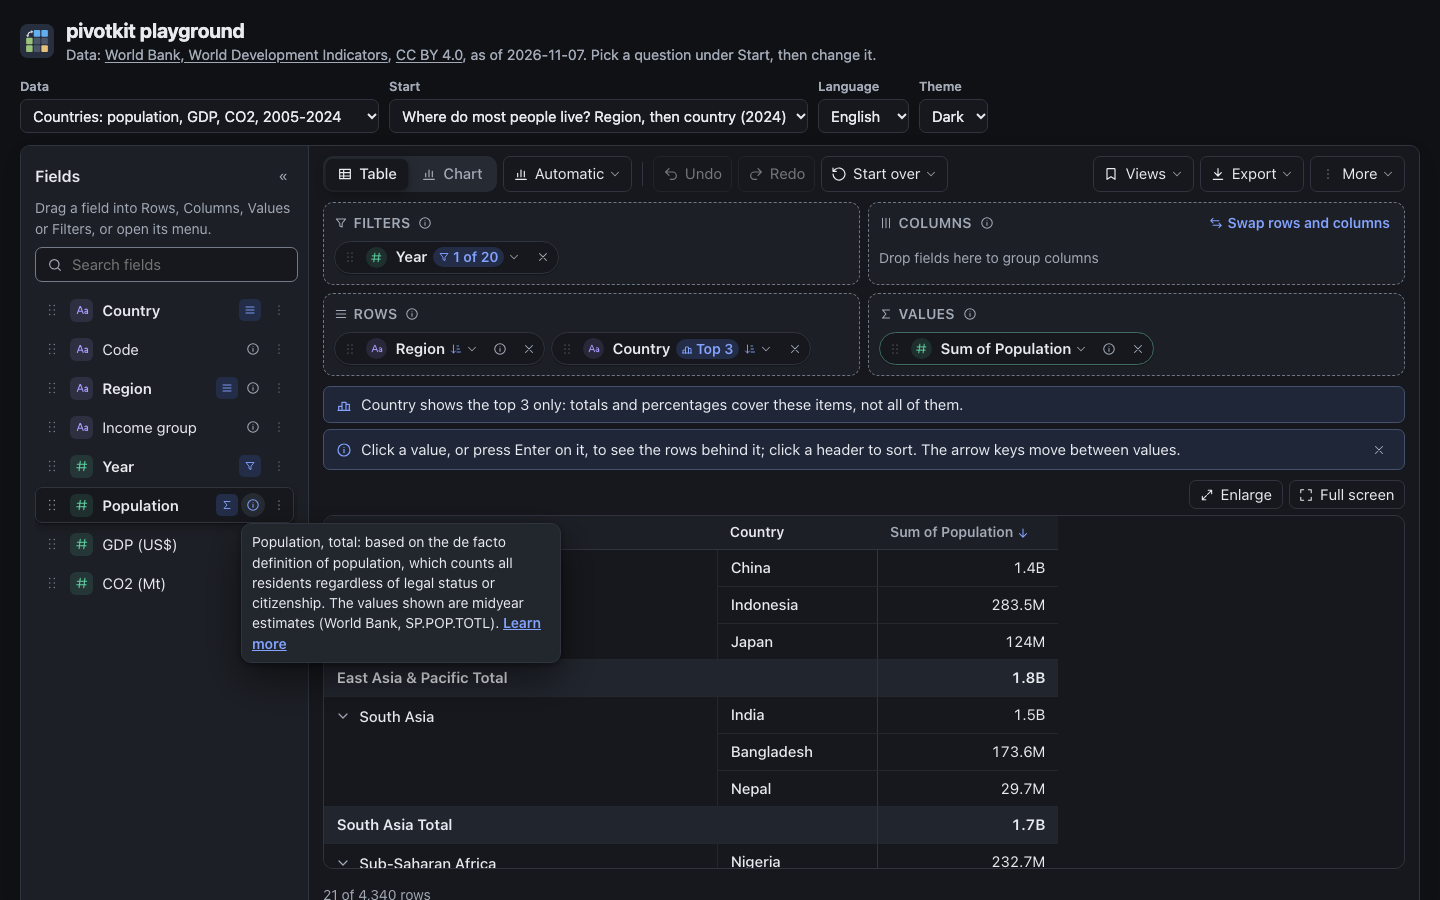 pivotkit playground
Data: World Bank, World Development Indicators, CC BY 4.0, as of 2026-11-07. Pick a question under Start, then change it.
Data
Start
Language
Theme
Countries: population, GDP, CO2, 2005-2024
Where do most people live? Region, then country (2024)
English
Dark
Fields
«
Drag a field into Rows, Columns, Values
or Filters, or open its menu.
Search fields
Aa Country
Aa Code
Aa Region
Aa Income group
# Year
# Population Σ
# GDP (US$)
# CO2 (Mt)
Table
Chart
Automatic
Undo
Redo
Start over
Views
Export
More
FILTERS
# Year 1 of 20
COLUMNS
Swap rows and columns
Drop fields here to group columns
ROWS
Aa Region
Aa Country Top 3
Σ VALUES
# Sum of Population
Country shows the top 3 only: totals and percentages cover these items, not all of them.
Click a value, or press Enter on it, to see the rows behind it; click a header to sort. The arrow keys move between values.
Enlarge
Full screen
Population, total: based on the de facto
definition of population, which counts all
residents regardless of legal status or
citizenship. The values shown are midyear
estimates (World Bank, SP.POP.TOTL). Learn
more
Country Sum of Population ↓
China 1.4B
Indonesia 283.5M
Japan 124M
East Asia & Pacific Total 1.8B
South Asia India 1.5B
Bangladesh 173.6M
Nepal 29.7M
South Asia Total 1.7B
Sub-Saharan Africa Nigeria 232.7M
21 of 4,340 rows